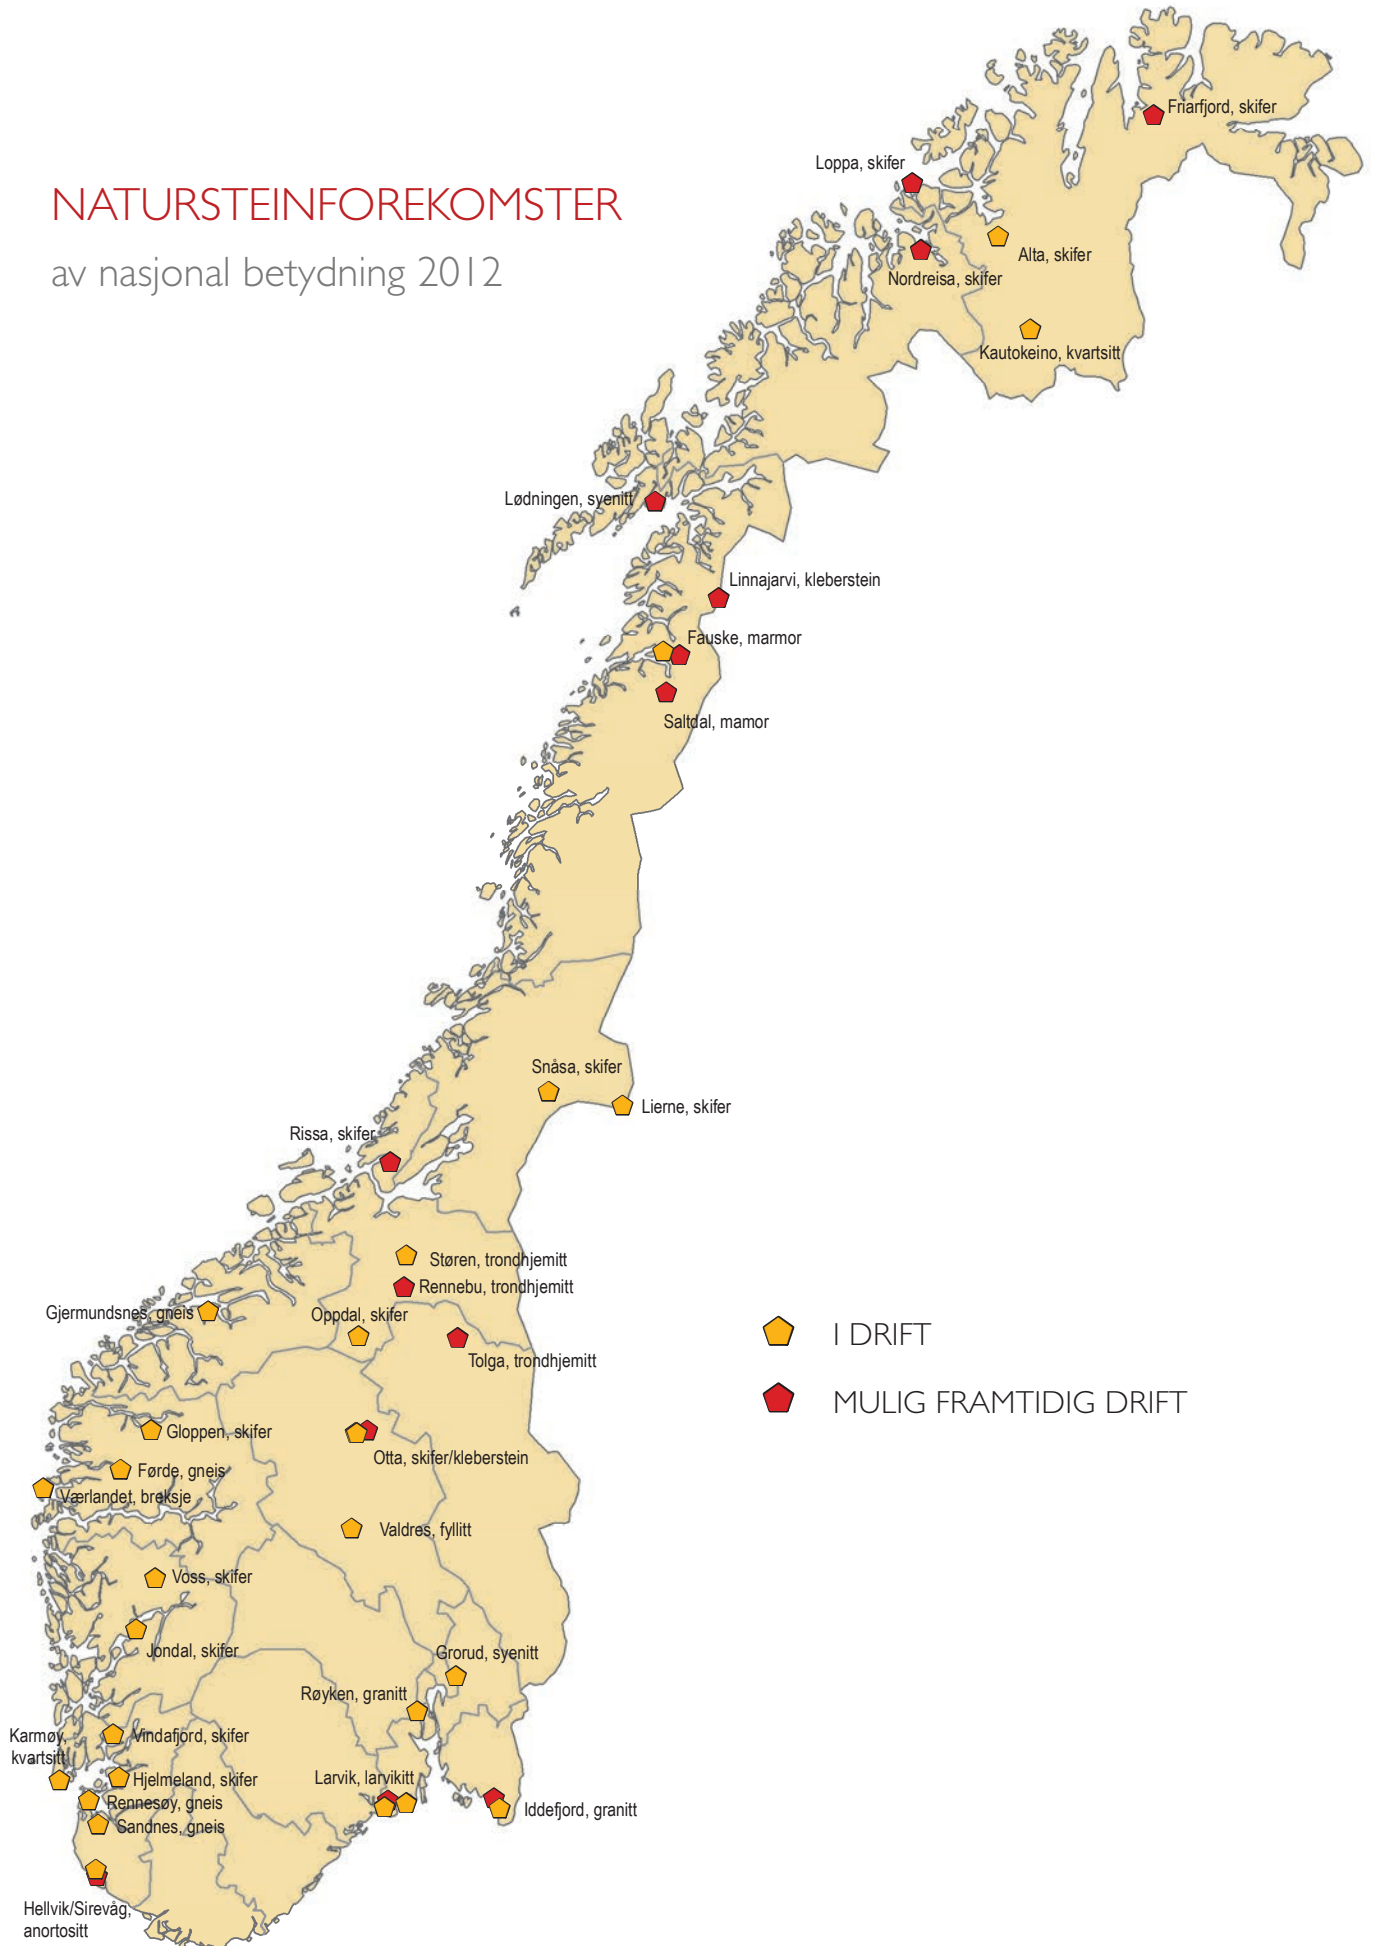 NATURSTEINFOREKOMSTER
av nasjonal betydning 2012
Friarfjord, skifer
Loppa, skifer
Alta, skifer
Nordreisa, skifer
Kautokeino, kvartsitt
Lødningen, syenitt
Linnajarvi, kleberstein
Fauske, marmor
Saltdal, mamor
Snåsa, skifer
Lierne, skifer
Rissa, skifer
Støren, trondhjemitt
Rennebu, trondhjemitt
Gjermundsnes, gneis
Oppdal, skifer
Tolga, trondhjemitt
I DRIFT
MULIG FRAMTIDIG DRIFT
Gloppen, skifer
Otta, skifer/kleberstein
Førde, gneis
Værlandet, breksje
Valdres, fyllitt
Voss, skifer
Jondal, skifer
Grorud, syenitt
Røyken, granitt
Karmøy,
kvartsitt
Vindafjord, skifer
Hjelmeland, skifer
Larvik, larvikitt
Rennesøy, gneis
Iddefjord, granitt
Sandnes, gneis
Hellvik/Sirevåg,
anortositt